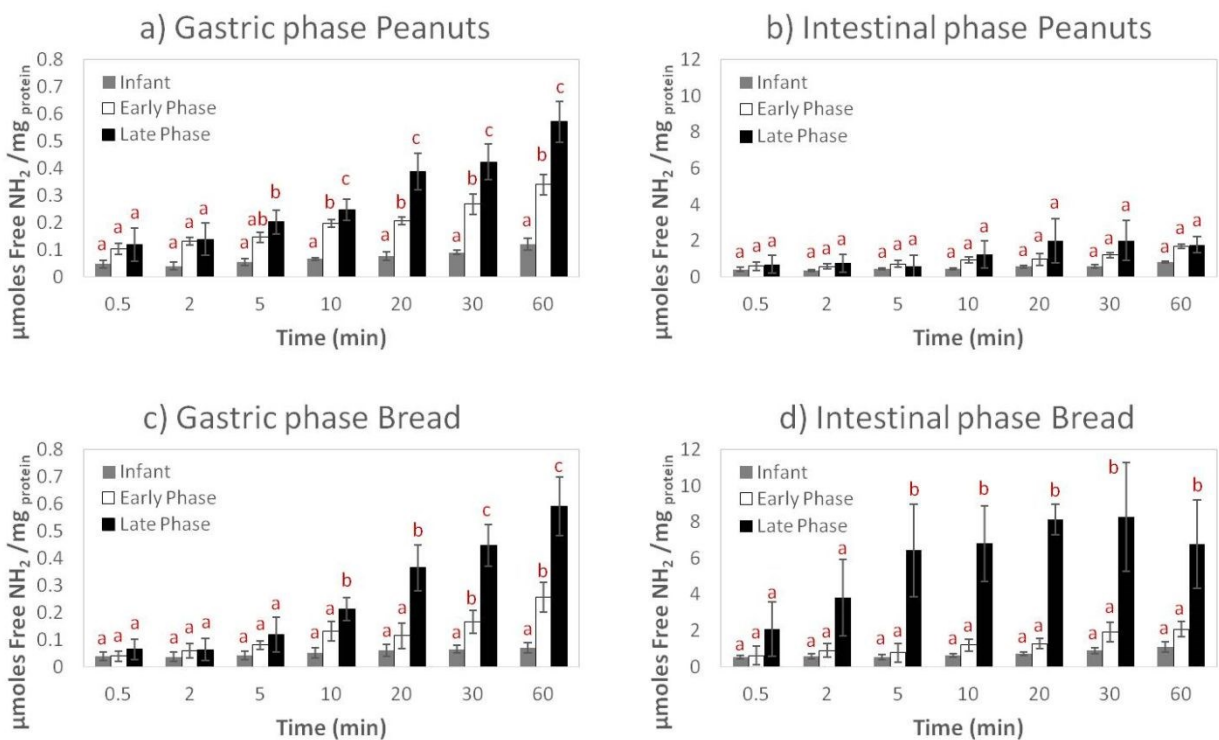 a) Gastric phase Peanuts
µmoles Free NH₂ /mg protein
0.8
0.7
0.6
0.5
0.4
0.3
0.2
0.1
0
Infant
Early Phase
Late Phase
a a a
a a a
a ab b
a b c
a b c
a b c
a b c
0.5 2 5 10 20 30 60
Time (min)
b) Intestinal phase Peanuts
µmoles Free NH₂ /mg protein
12
10
8
6
4
2
0
Infant
Early Phase
Late Phase
a a a
a a a
a a a
a a a
a a a
a a a
a a a
0.5 2 5 10 20 30 60
Time (min)
c) Gastric phase Bread
µmoles Free NH₂ /mg protein
0.8
0.7
0.6
0.5
0.4
0.3
0.2
0.1
0
Infant
Early Phase
Late Phase
a a a
a a a
a a a
a a b
a a b
a b c
a b c
0.5 2 5 10 20 30 60
Time (min)
d) Intestinal phase Bread
µmoles Free NH₂ /mg protein
12
10
8
6
4
2
0
Infant
Early Phase
Late Phase
a a a
a a a
a a b
a a b
a a b
a a b
a a b
0.5 2 5 10 20 30 60
Time (min)